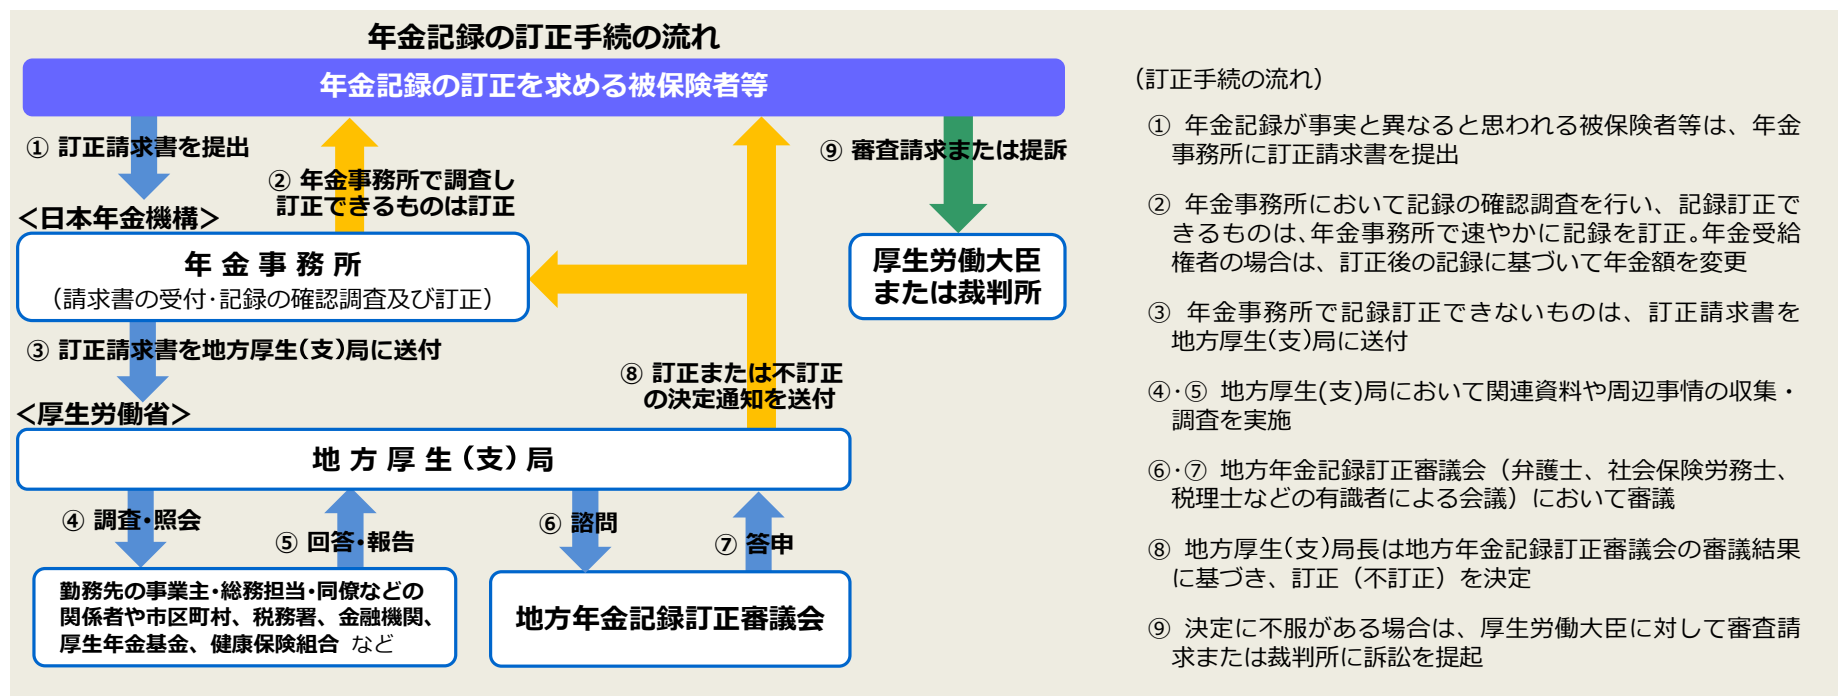 年金記録の訂正手続の流れ
年金記録の訂正を求める被保険者等
① 訂正請求書を提出
② 年金事務所で調査し
訂正できるものは訂正
⑨ 審査請求または提訴
＜日本年金機構＞
年 金 事 務 所
（請求書の受付･記録の確認調査及び訂正）
厚生労働大臣
または裁判所
③ 訂正請求書を地方厚生(支)局に送付
⑧ 訂正または不訂正
の決定通知を送付
＜厚生労働省＞
地 方 厚 生（支）局
④ 調査･照会
⑤ 回答･報告
⑥ 諮問
⑦ 答申
勤務先の事業主･総務担当･同僚などの
関係者や市区町村、税務署、金融機関、
厚生年金基金、健康保険組合 など
地方年金記録訂正審議会
（訂正手続の流れ）
① 年金記録が事実と異なると思われる被保険者等は、年金
事務所に訂正請求書を提出
② 年金事務所において記録の確認調査を行い、記録訂正で
きるものは、年金事務所で速やかに記録を訂正。年金受給
権者の場合は、訂正後の記録に基づいて年金額を変更
③ 年金事務所で記録訂正できないものは、訂正請求書を
地方厚生(支)局に送付
④･⑤ 地方厚生(支)局において関連資料や周辺事情の収集・
調査を実施
⑥･⑦ 地方年金記録訂正審議会（弁護士、社会保険労務士、
税理士などの有識者による会議）において審議
⑧ 地方厚生(支)局長は地方年金記録訂正審議会の審議結果
に基づき、訂正（不訂正）を決定
⑨ 決定に不服がある場合は、厚生労働大臣に対して審査請
求または裁判所に訴訟を提起